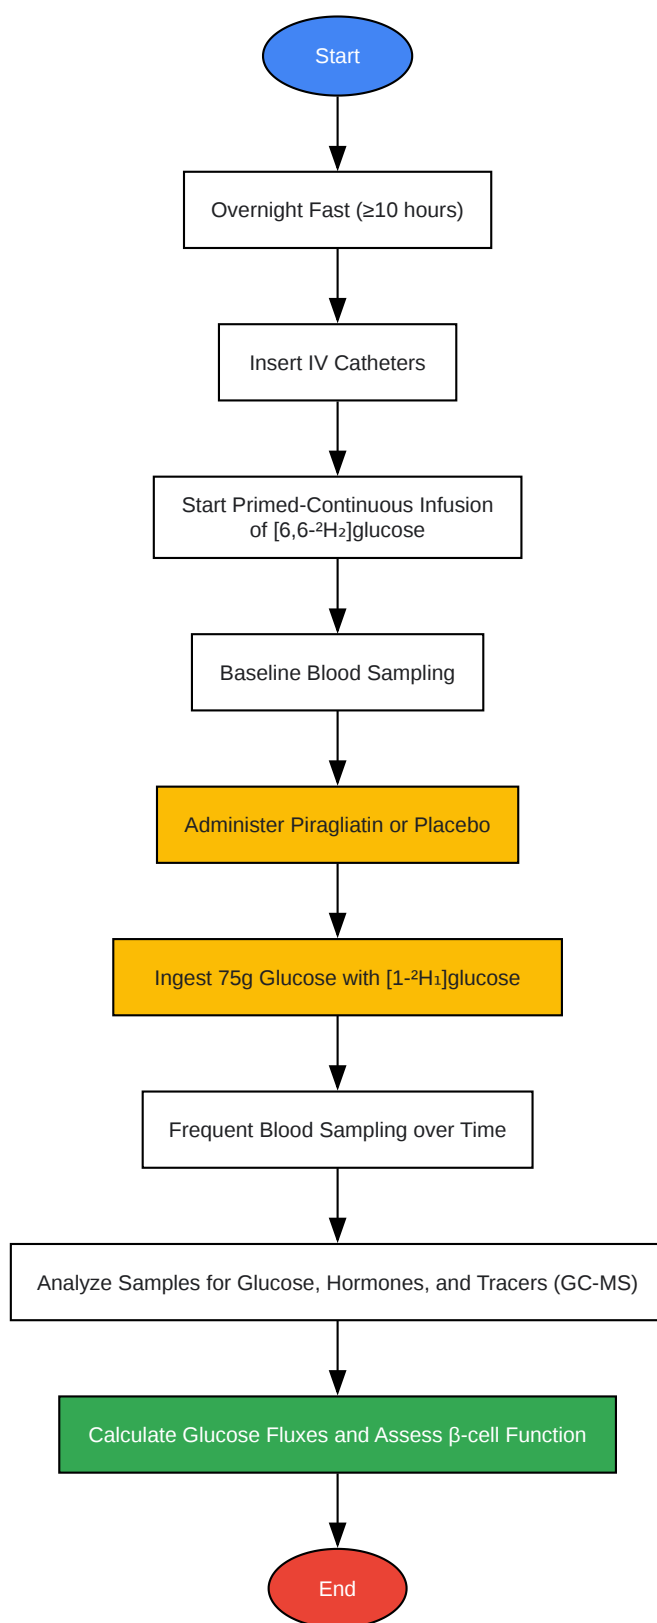 Start
Overnight Fast (≥10 hours)
Insert IV Catheters
Start Primed-Continuous Infusion
of [6,6-²H₂]glucose
Baseline Blood Sampling
Administer Piragliatin or Placebo
Ingest 75g Glucose with [1-²H₁]glucose
Frequent Blood Sampling over Time
Analyze Samples for Glucose, Hormones, and Tracers (GC-MS)
Calculate Glucose Fluxes and Assess β-cell Function
End